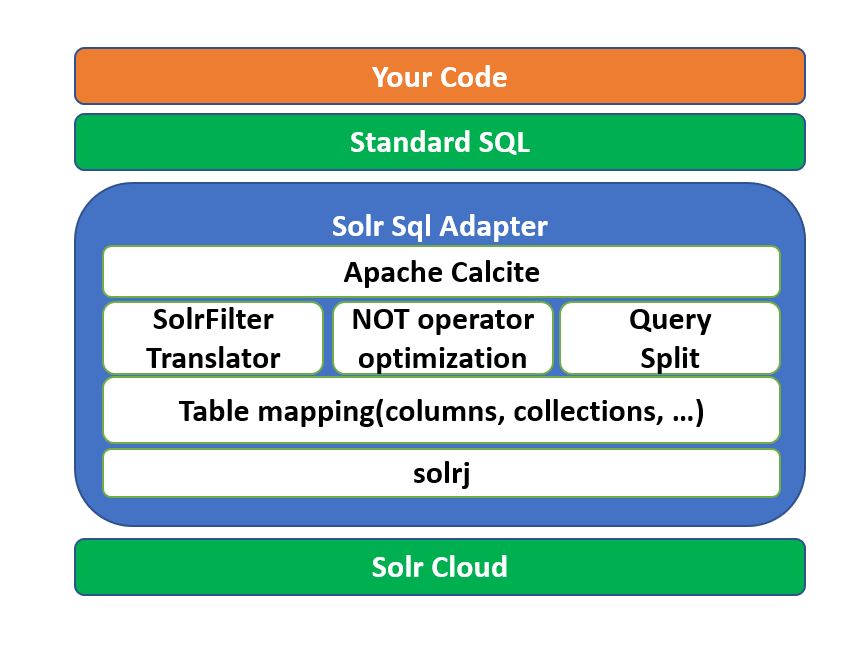 Your Code
Standard SQL
Solr Sql Adapter
Apache Calcite
SolrFilter
Translator
NOT operator
optimization
Query
Split
Table mapping(columns, collections, ...)
solrj
Solr Cloud